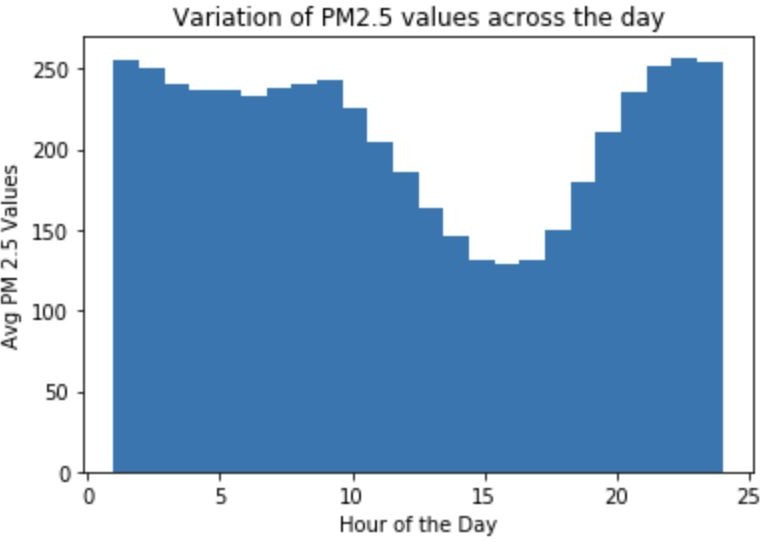 Variation of PM2.5 values across the day
Avg PM 2.5 Values
250
200
150
100
50
0
0 5 10 15 20 25
Hour of the Day